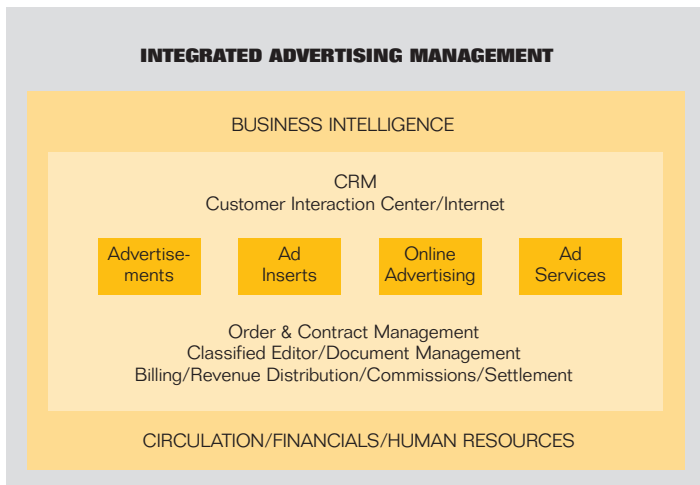 INTEGRATED ADVERTISING MANAGEMENT
BUSINESS INTELLIGENCE
CRM
Customer Interaction Center/Internet
Advertise-
ments
Ad
Inserts
Online
Advertising
Ad
Services
Order & Contract Management
Classified Editor/Document Management
Billing/Revenue Distribution/Commissions/Settlement
CIRCULATION/FINANCIALS/HUMAN RESOURCES